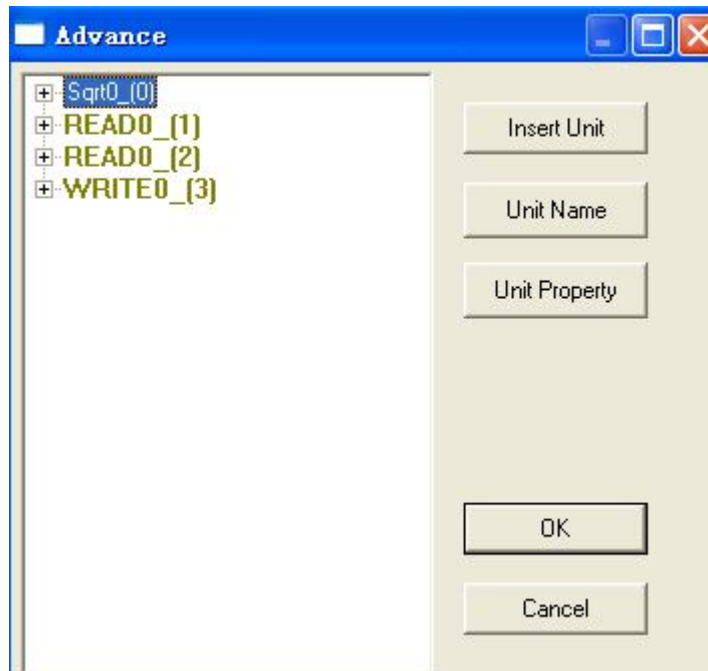 Advance
Sqrt0_(0)
READ0_(1)
READ0_(2)
WRITE0_(3)
Insert Unit
Unit Name
Unit Property
OK
Cancel